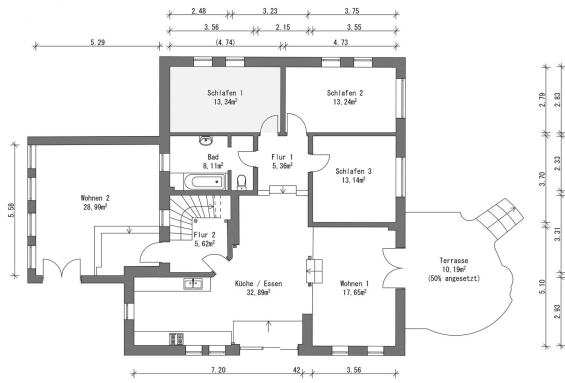 2.48
3.23
3.75
3.56
2.15
3.55
5.29
(4.74)
4.73
Schlafen 1
13,34m²
Schlafen 2
13,24m²
2.79
2.83
Bad
8,11m²
Flur 1
5,36m²
Schlafen 3
13,14m²
2.33
3.70
Wohnen 2
28,99m²
5.58
Flur 2
5,62m²
3.31
Terrasse
10,19m²
(50% angesetzt)
Küche / Essen
32,89m²
Wohnen 1
17,65m²
5.10
2.93
7.20
42
3.56